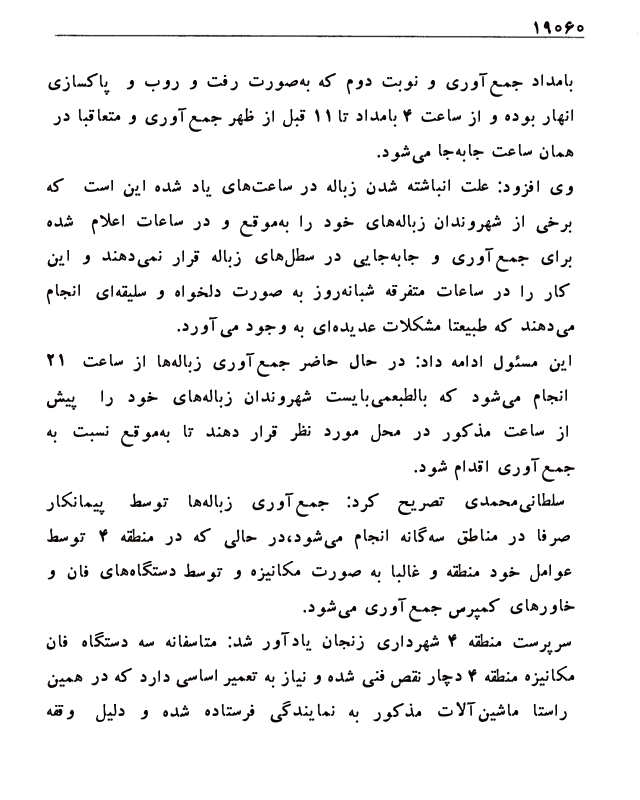 ۱۹۰۶۰
بامداد جمع‌آوری و نوبت دوم که به‌صورت رفت و روب و پاکسازی
انهار بوده و از ساعت ۴ بامداد تا ۱۱ قبل از ظهر جمع‌آوری و متعاقبا در
همان ساعت جابه‌جا می‌شود.
وی افزود: علت انباشته شدن زباله در ساعت‌های یاد شده این است که
برخی از شهروندان زباله‌های خود را به‌موقع و در ساعات اعلام شده
برای جمع‌آوری و جابه‌جایی در سطل‌های زباله قرار نمی‌دهند و این
کار را در ساعات متفرقه شبانه‌روز به صورت دلخواه و سلیقه‌ای انجام
می‌دهند که طبیعتا مشکلات عدیده‌ای به وجود می‌آورد.
این مسئول ادامه داد: در حال حاضر جمع‌آوری زباله‌ها از ساعت ۲۱
انجام می‌شود که بالطبع‌می‌بایست شهروندان زباله‌های خود را پیش
از ساعت مذکور در محل مورد نظر قرار دهند تا به‌موقع نسبت به
جمع‌آوری اقدام شود.
سلطانی‌محمدی تصریح کرد: جمع‌آوری زباله‌ها توسط پیمانکار
صرفا در مناطق سه‌گانه انجام می‌شود،در حالی که در منطقه ۴ توسط
عوامل خود منطقه و غالبا به صورت مکانیزه و توسط دستگاه‌های فان و
خاورهای کمپرس جمع‌آوری می‌شود.
سرپرست منطقه ۴ شهرداری زنجان یادآور شد: متاسفانه سه دستگاه فان
مکانیزه منطقه ۴ دچار نقص فنی شده و نیاز به تعمیر اساسی دارد که در همین
راستا ماشین‌آلات مذکور به نمایندگی فرستاده شده و دلیل وقفه